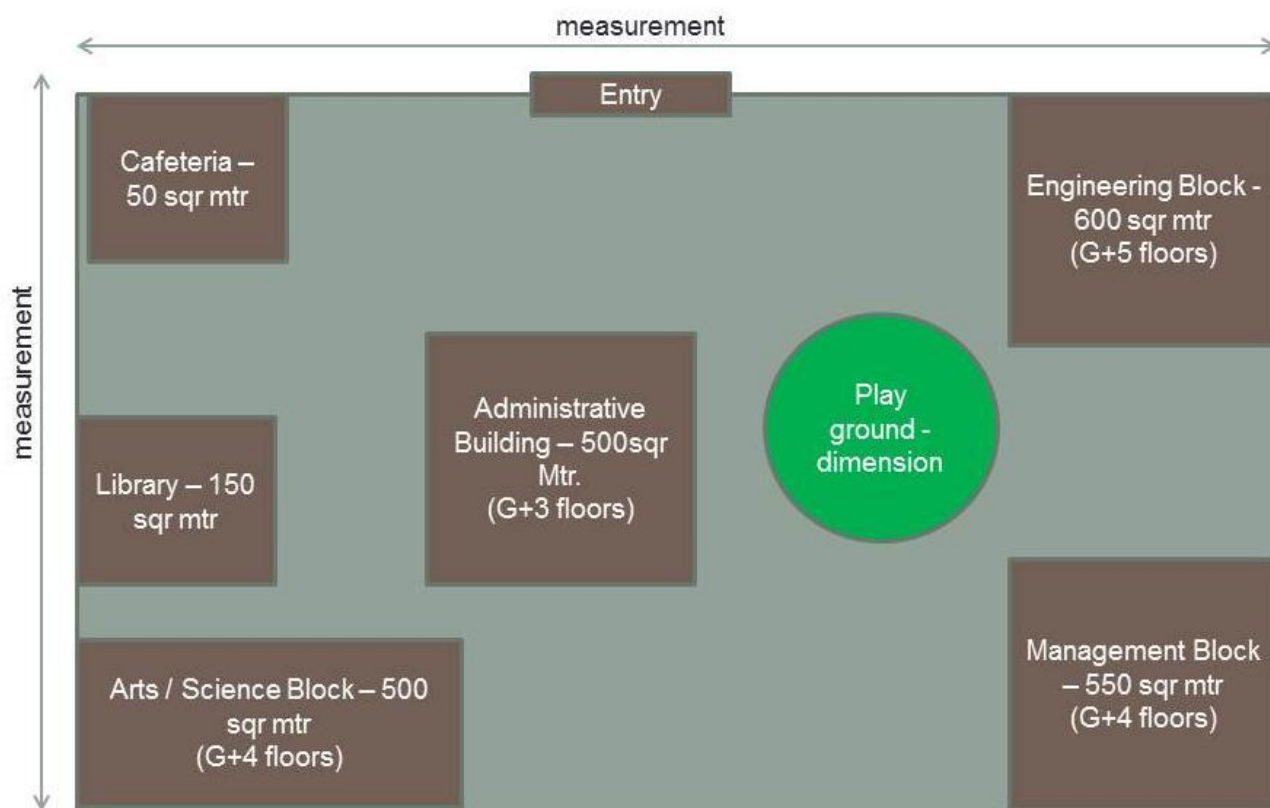 measurement
measurement
Entry
Cafeteria –
50 sqr mtr
Engineering Block -
600 sqr mtr
(G+5 floors)
Administrative
Building – 500sqr
Mtr.
(G+3 floors)
Play
ground -
dimension
Library – 150
sqr mtr
Arts / Science Block – 500
sqr mtr
(G+4 floors)
Management Block
– 550 sqr mtr
(G+4 floors)